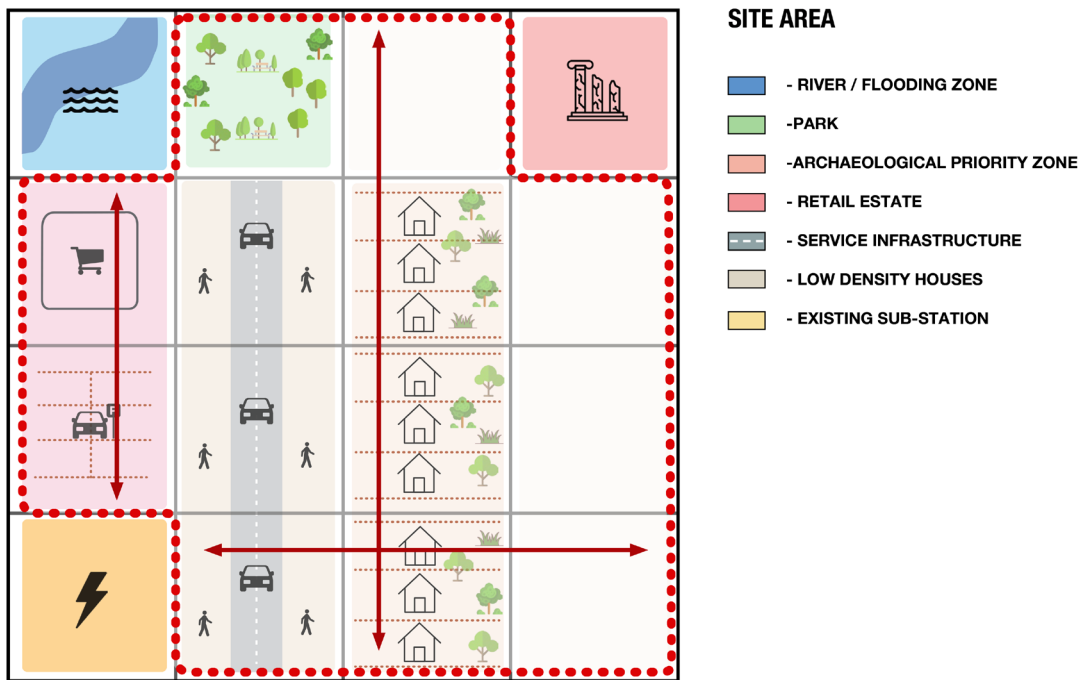 SITE AREA
- RIVER / FLOODING ZONE
-PARK
-ARCHAEOLOGICAL PRIORITY ZONE
- RETAIL ESTATE
- SERVICE INFRASTRUCTURE
- LOW DENSITY HOUSES
- EXISTING SUB-STATION